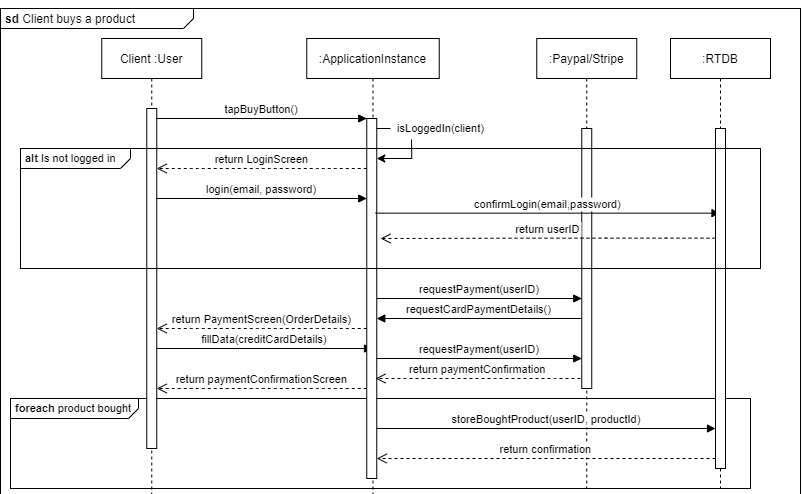 sd Client buys a product
Client :User
:ApplicationInstance
:Paypal/Stripe
:RTDB
tapBuyButton()
isLoggedIn(client)
alt Is not logged in
return LoginScreen
login(email, password)
confirmLogin(email,password)
return userID
requestPayment(userID)
requestCardPaymentDetails()
return PaymentScreen(OrderDetails)
fillData(creditCardDetails)
requestPayment(userID)
return paymentConfirmation
return paymentConfirmationScreen
foreach product bought
storeBoughtProduct(userID, productId)
return confirmation